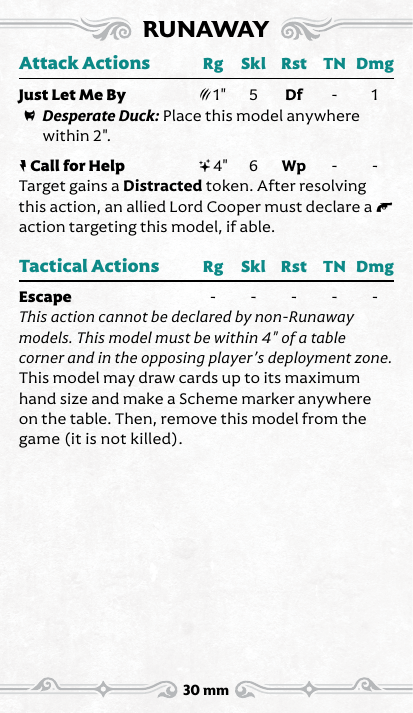 RUNAWAY
Attack Actions Rg Skl Rst TN Dmg
Just Let Me By 1" 5 Df - 1
Desperate Duck: Place this model anywhere
within 2".
Call for Help 4" 6 Wp - -
Target gains a Distracted token. After resolving
this action, an allied Lord Cooper must declare a
action targeting this model, if able.
Tactical Actions Rg Skl Rst TN Dmg
Escape - - - - -
This action cannot be declared by non-Runaway
models. This model must be within 4" of a table
corner and in the opposing player's deployment zone.
This model may draw cards up to its maximum
hand size and make a Scheme marker anywhere
on the table. Then, remove this model from the
game (it is not killed).
30 mm